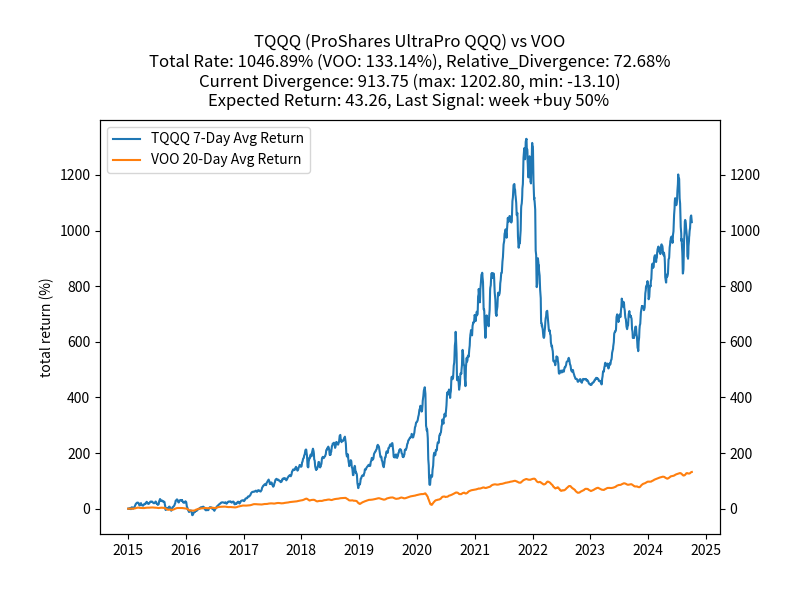 TQQQ (ProShares UltraPro QQQ) vs VOO
Total Rate: 1046.89% (VOO: 133.14%), Relative_Divergence: 72.68%
Current Divergence: 913.75 (max: 1202.80, min: -13.10)
Expected Return: 43.26, Last Signal: week +buy 50%
TQQQ 7-Day Avg Return
VOO 20-Day Avg Return
total return (%)
1200
1000
800
600
400
200
0
1200
1000
800
600
400
200
0
2015 2016 2017 2018 2019 2020 2021 2022 2023 2024 2025